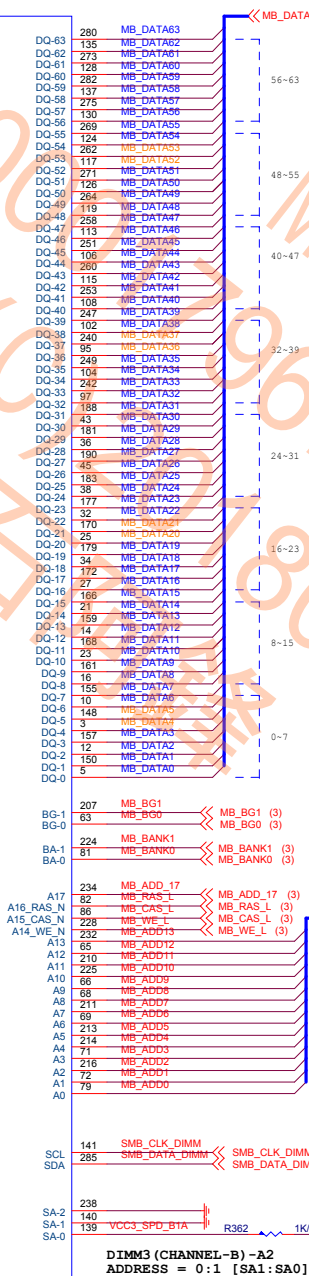 MB_DATA
DQ-63 280 MB_DATA63
DQ-62 135 MB_DATA62
DQ-61 273 MB_DATA61
DQ-60 128 MB_DATA60
DQ-59 282 MB_DATA59
DQ-58 137 MB_DATA58
DQ-57 275 MB_DATA57
DQ-56 130 MB_DATA56
56~63
DQ-55 269 MB_DATA55
DQ-54 124 MB_DATA54
DQ-53 262 MB_DATA53
DQ-52 117 MB_DATA52
DQ-51 271 MB_DATA51
DQ-50 126 MB_DATA50
DQ-49 264 MB_DATA49
DQ-48 119 MB_DATA48
48~55
DQ-47 258 MB_DATA47
DQ-46 113 MB_DATA46
DQ-45 251 MB_DATA45
DQ-44 106 MB_DATA44
DQ-43 260 MB_DATA43
DQ-42 115 MB_DATA42
DQ-41 253 MB_DATA41
DQ-40 108 MB_DATA40
40~47
DQ-39 247 MB_DATA39
DQ-38 102 MB_DATA38
DQ-37 240 MB_DATA37
DQ-36 95 MB_DATA36
DQ-35 249 MB_DATA35
DQ-34 104 MB_DATA34
DQ-33 242 MB_DATA33
DQ-32 97 MB_DATA32
32~39
DQ-31 188 MB_DATA31
DQ-30 43 MB_DATA30
DQ-29 181 MB_DATA29
DQ-28 36 MB_DATA28
DQ-27 190 MB_DATA27
DQ-26 45 MB_DATA26
DQ-25 183 MB_DATA25
DQ-24 38 MB_DATA24
24~31
DQ-23 177 MB_DATA23
DQ-22 32 MB_DATA22
DQ-21 170 MB_DATA21
DQ-20 25 MB_DATA20
DQ-19 179 MB_DATA19
DQ-18 34 MB_DATA18
DQ-17 172 MB_DATA17
DQ-16 27 MB_DATA16
16~23
DQ-15 166 MB_DATA15
DQ-14 21 MB_DATA14
DQ-13 159 MB_DATA13
DQ-12 14 MB_DATA12
DQ-11 168 MB_DATA11
DQ-10 23 MB_DATA10
DQ-9 161 MB_DATA9
DQ-8 16 MB_DATA8
8~15
DQ-7 155 MB_DATA7
DQ-6 10 MB_DATA6
DQ-5 148 MB_DATA5
DQ-4 3 MB_DATA4
DQ-3 157 MB_DATA3
DQ-2 12 MB_DATA2
DQ-1 150 MB_DATA1
DQ-0 5 MB_DATA0
0~7
BG-1 207 MB_BG1 MB_BG1 (3)
BG-0 63 MB_BG0 MB_BG0 (3)
BA-1 224 MB_BANK1 MB_BANK1 (3)
BA-0 81 MB_BANK0 MB_BANK0 (3)
A17 234 MB_ADD_17 MB_ADD_17 (3)
A16_RAS_N 82 MB_RAS_L MB_RAS_L (3)
A15_CAS_N 86 MB_CAS_L MB_CAS_L (3)
A14_WE_N 228 MB_WE_L MB_WE_L (3)
A13 232 MB_ADD13
A12 65 MB_ADD12
A11 210 MB_ADD11
A10 225 MB_ADD10
A9 66 MB_ADD9
A8 68 MB_ADD8
A7 211 MB_ADD7
A6 69 MB_ADD6
A5 213 MB_ADD5
A4 214 MB_ADD4
A3 71 MB_ADD3
A2 216 MB_ADD2
A1 72 MB_ADD1
A0 79 MB_ADD0
SCL 141 SMB_CLK_DIMM SMB_CLK_DIMM
SDA 285 SMB_DATA_DIMM SMB_DATA_DIM
SA-2 238
SA-1 140
SA-0 139 VCC3_SPD_B1A R362 1K/
DIMM3(CHANNEL-B)-A2
ADDRESS = 0:1 [SA1:SA0]